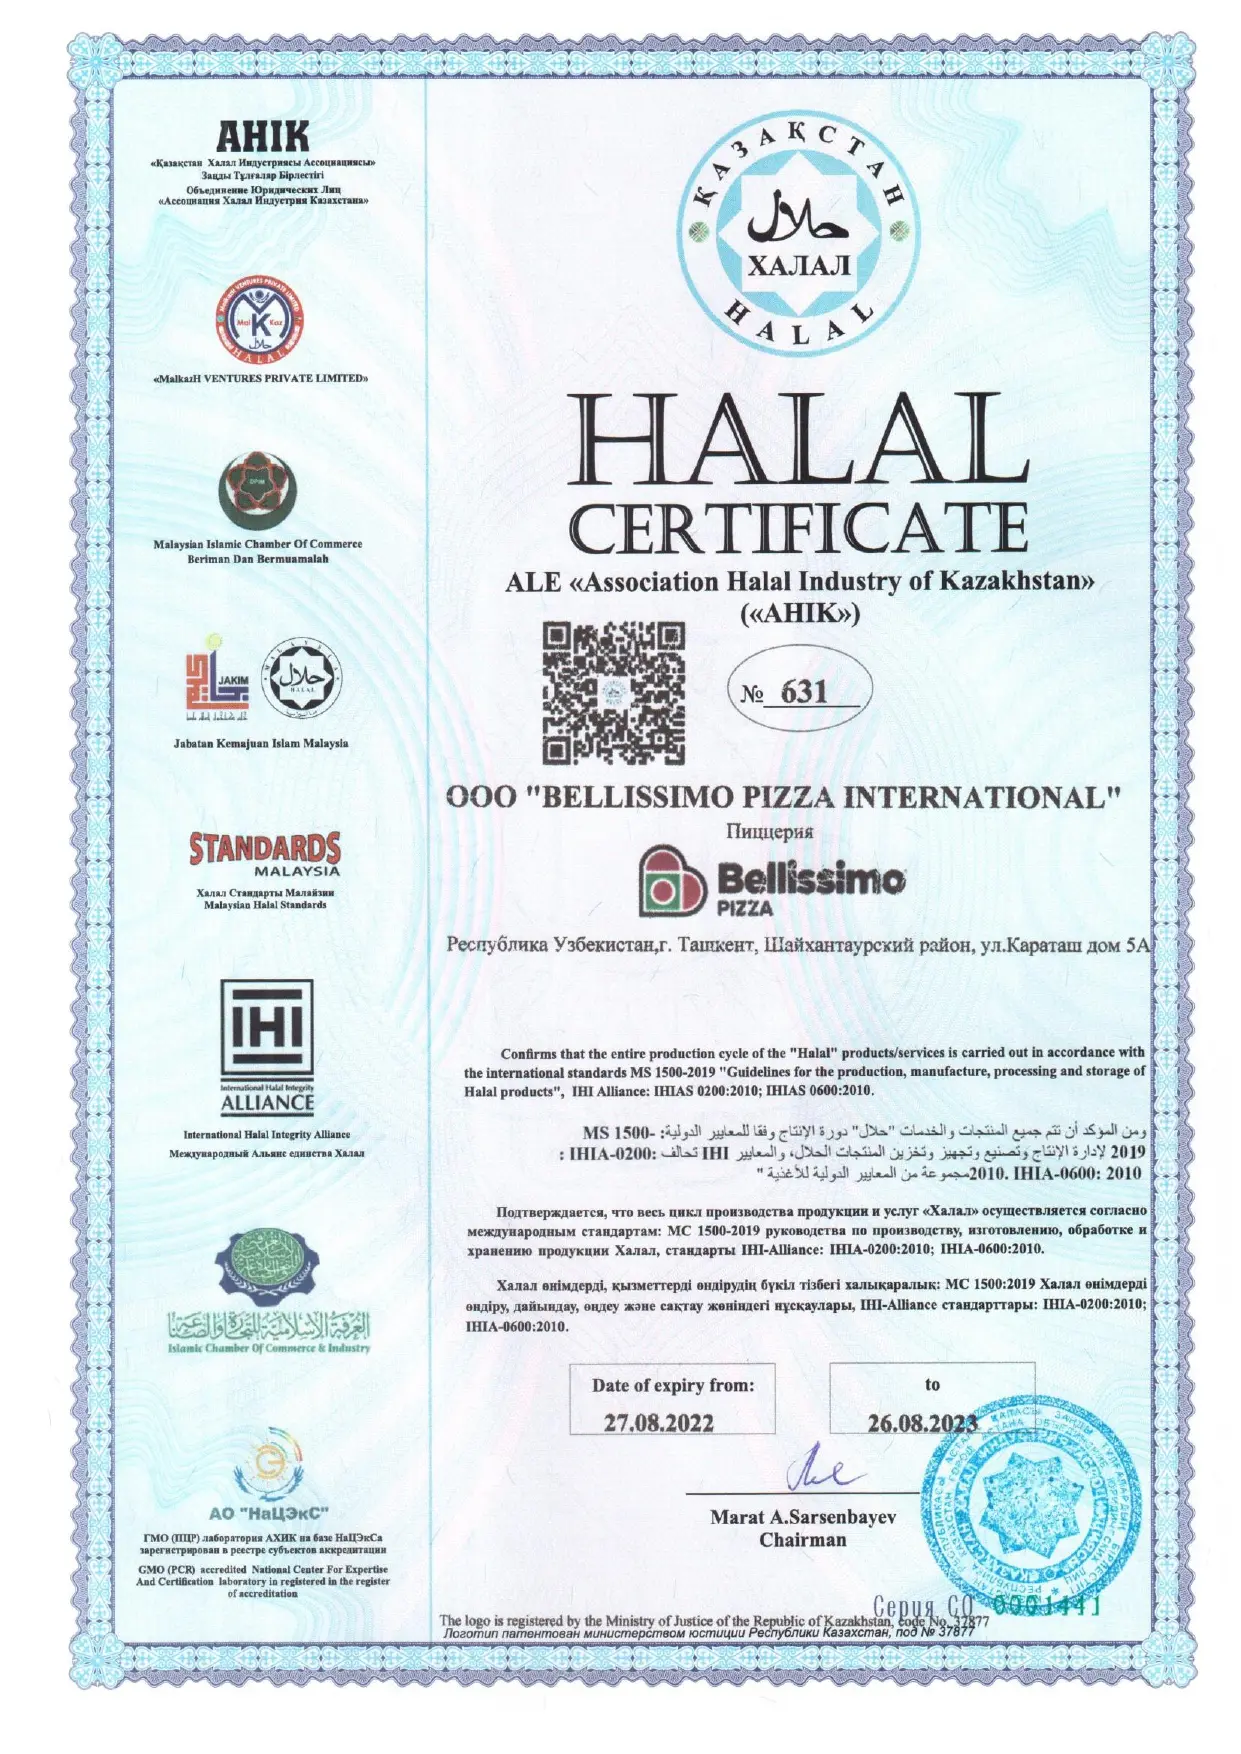 АНІК
«Қазақстан Халал Индустриясы Ассоциациясы»
Заңды Тұлғалар Бірлестігі
Объединение Юридических Лиц
«Ассоциация Халал Индустрия Казахстана»
MalKazH VENTURES PRIVATE LIMITED
Mal K Kaz
حلال
HALAL
«MalkazH VENTURES PRIVATE LIMITED»
DPIM
Malaysian Islamic Chamber Of Commerce
Beriman Dan Bermuamalah
JAKIM
MALAYSIA
حلال
HALAL
Jabatan Kemajuan Islam Malaysia
STANDARDS
MALAYSIA
Халал Стандарты Малайзии
Malaysian Halal Standards
IHI
International Halal Integrity
ALLIANCE
International Halal Integrity Alliance
Международный Альянс единства Халал
الغرفة الإسلامية للتجارة والصناعة
Islamic Chamber Of Commerce & Industry
АО "НаЦЭкС"
ГМО (ПЦР) лаборатория АХИК на базе НаЦЭкСа
зарегистрирован в реестре субъектов аккредитации
GMO (PCR) accredited National Center For Expertise
And Certification laboratory in registered in the register
of accreditation
ҚАЗАҚСТАН
حلال
ХАЛАЛ
HALAL
HALAL
CERTIFICATE
ALE «Association Halal Industry of Kazakhstan»
(«AHIK»)
№ 631
ООО "BELLISSIMO PIZZA INTERNATIONAL"
Пиццерия
Bellissimo
PIZZA
Республика Узбекистан,г. Ташкент, Шайхантаурский район, ул.Караташ дом 5А
Confirms that the entire production cycle of the "Halal" products/services is carried out in accordance with
the international standards MS 1500-2019 "Guidelines for the production, manufacture, processing and storage of
Halal products", IHI Alliance: IHIAS 0200:2010; IHIAS 0600:2010.
ومن المؤكد أن تتم جميع المنتجات والخدمات "حلال" دورة الإنتاج وفقا للمعايير الدولية: MS 1500-
2019 لإدارة الإنتاج وتصنيع وتجهيز وتخزين المنتجات الحلال، والمعايير IHI تحالف: IHIA-0200 :
2010. IHIA-0600: 2010مجموعة من المعايير الدولية للأغذية "
Подтверждается, что весь цикл производства продукции и услуг «Халал» осуществляется согласно
международным стандартам: МС 1500-2019 руководства по производству, изготовлению, обработке и
хранению продукции Халал, стандарты IHI-Alliance: IHIA-0200:2010; IHIA-0600:2010.
Халал өнімдерді, қызметтерді өндірудің бүкіл тізбегі халықаралық: МС 1500:2019 Халал өнімдерді
өндіру, дайындау, өңдеу және сақтау жөніндегі нұсқаулары, IHI-Alliance стандарттары: IHIA-0200:2010;
IHIA-0600:2010.
Date of expiry from:
27.08.2022
to
26.08.2023
Marat A.Sarsenbayev
Chairman
Серия СО 0001441
The logo is registered by the Ministry of Justice of the Republic of Kazakhstan, code No. 37877
Логотип патентован министерством юстиции Республики Казахстан, под № 37877